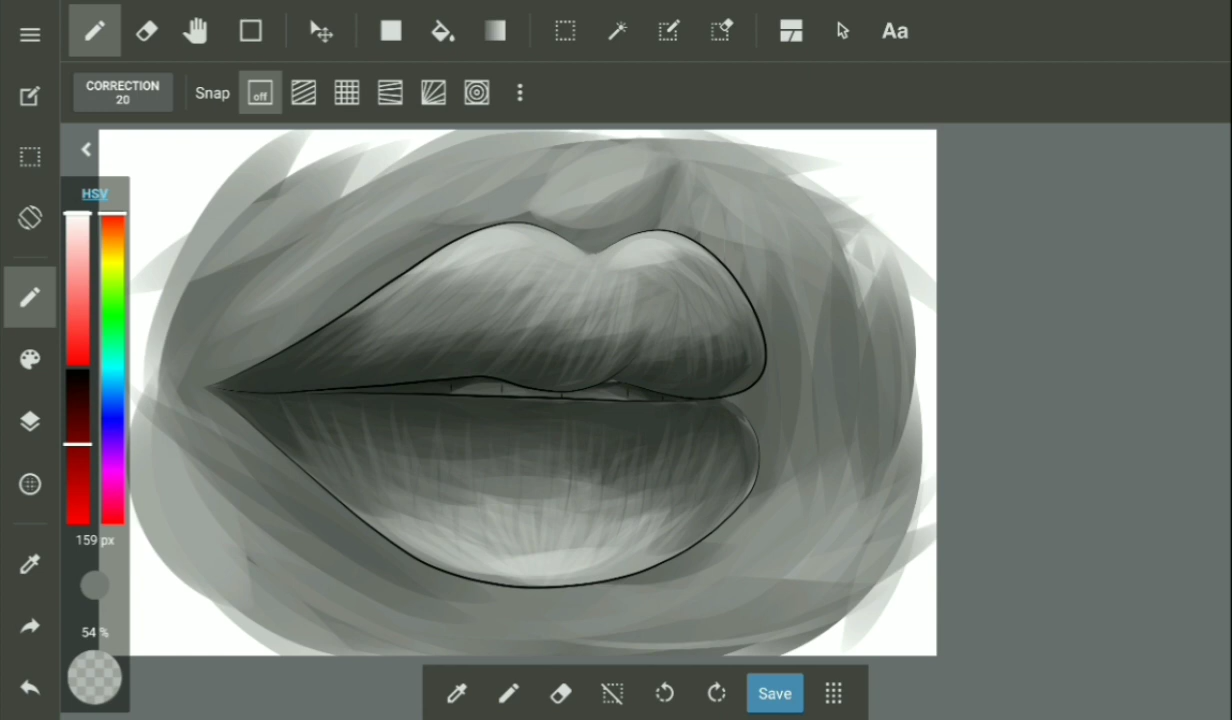 Aa
CORRECTION
20
Snap
off
HSV
159 px
54 %
Save